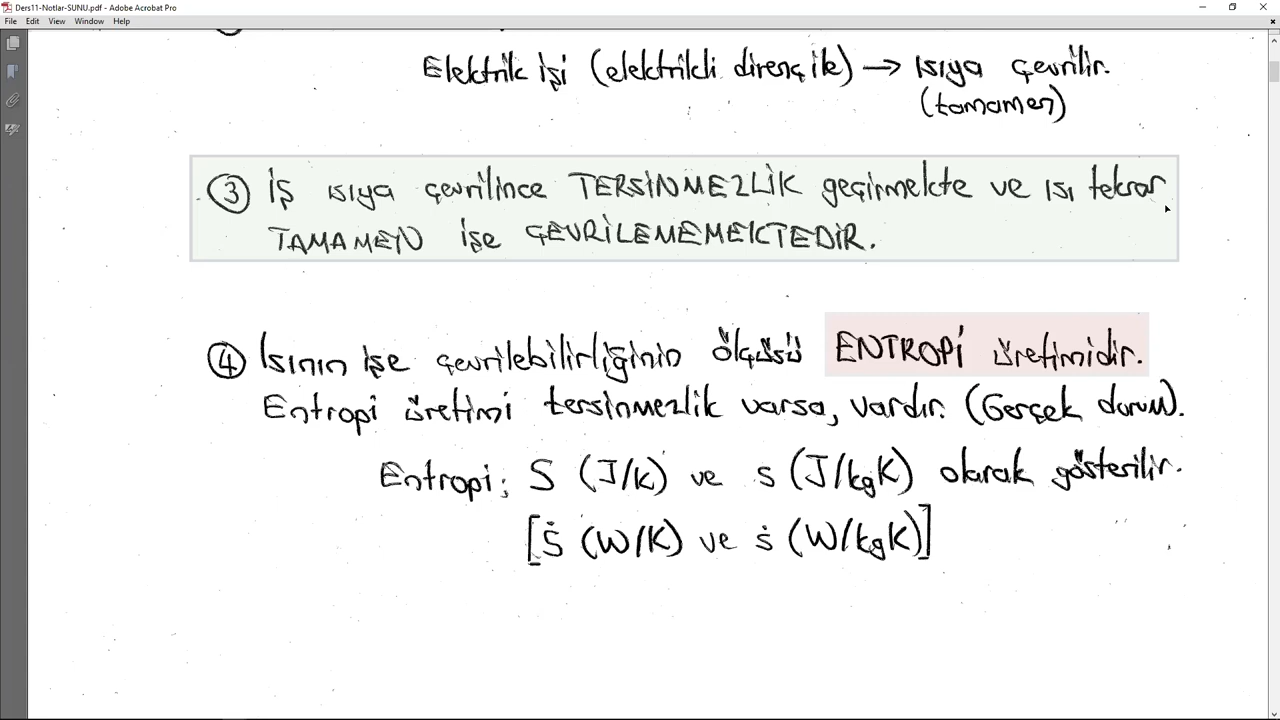 Ders11-Notlar-SUNU.pdf - Adobe Acrobat Pro
File Edit View Window Help
Elektrik işi (elektrikli direnç ile) → ısıya çevrilir.
(tamamen)
③ İş ısıya çevrilince TERSİNMEZLİK geçirmekte ve ısı tekrar
TAMAMEN işe ÇEVRİLEMEMEKTEDİR.
④ Isının işe çevrilebilirliğinin ölçüsü ENTROPİ üretimidir.
Entropi üretimi tersinmezlik varsa, vardır. (Gerçek durum).
Entropi; S (J/K) ve s (J/kgK) olarak gösterilir.
[Ṡ (W/K) ve ṡ (W/kgK)]